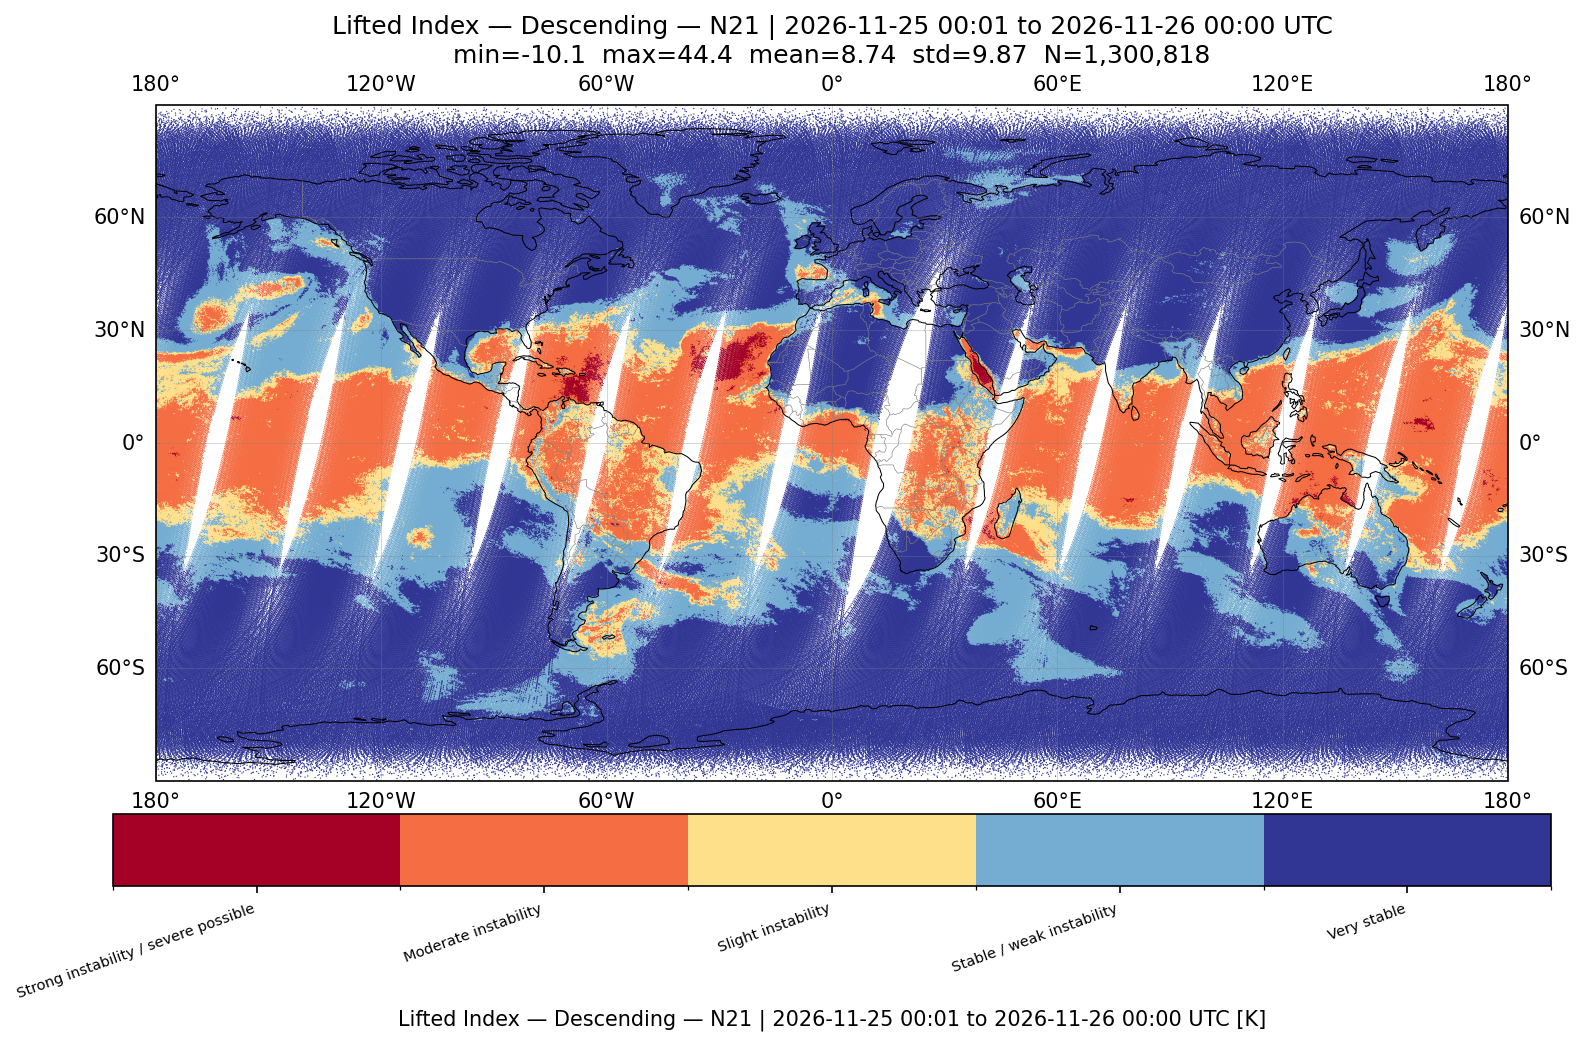 Lifted Index — Descending — N21 | 2026-11-25 00:01 to 2026-11-26 00:00 UTC
min=-10.1  max=44.4  mean=8.74  std=9.87  N=1,300,818
180° 120°W 60°W 0° 60°E 120°E 180°
60°N 60°N
30°N 30°N
0° 0°
30°S 30°S
60°S 60°S
180° 120°W 60°W 0° 60°E 120°E 180°
Strong instability / severe possible
Moderate instability
Slight instability
Stable / weak instability
Very stable
Lifted Index — Descending — N21 | 2026-11-25 00:01 to 2026-11-26 00:00 UTC [K]